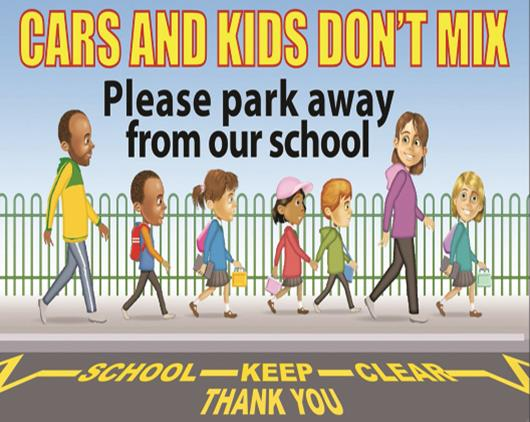 CARS AND KIDS DON'T MIX
Please park away
from our school
SCHOOL—KEEP—CLEAR
THANK YOU